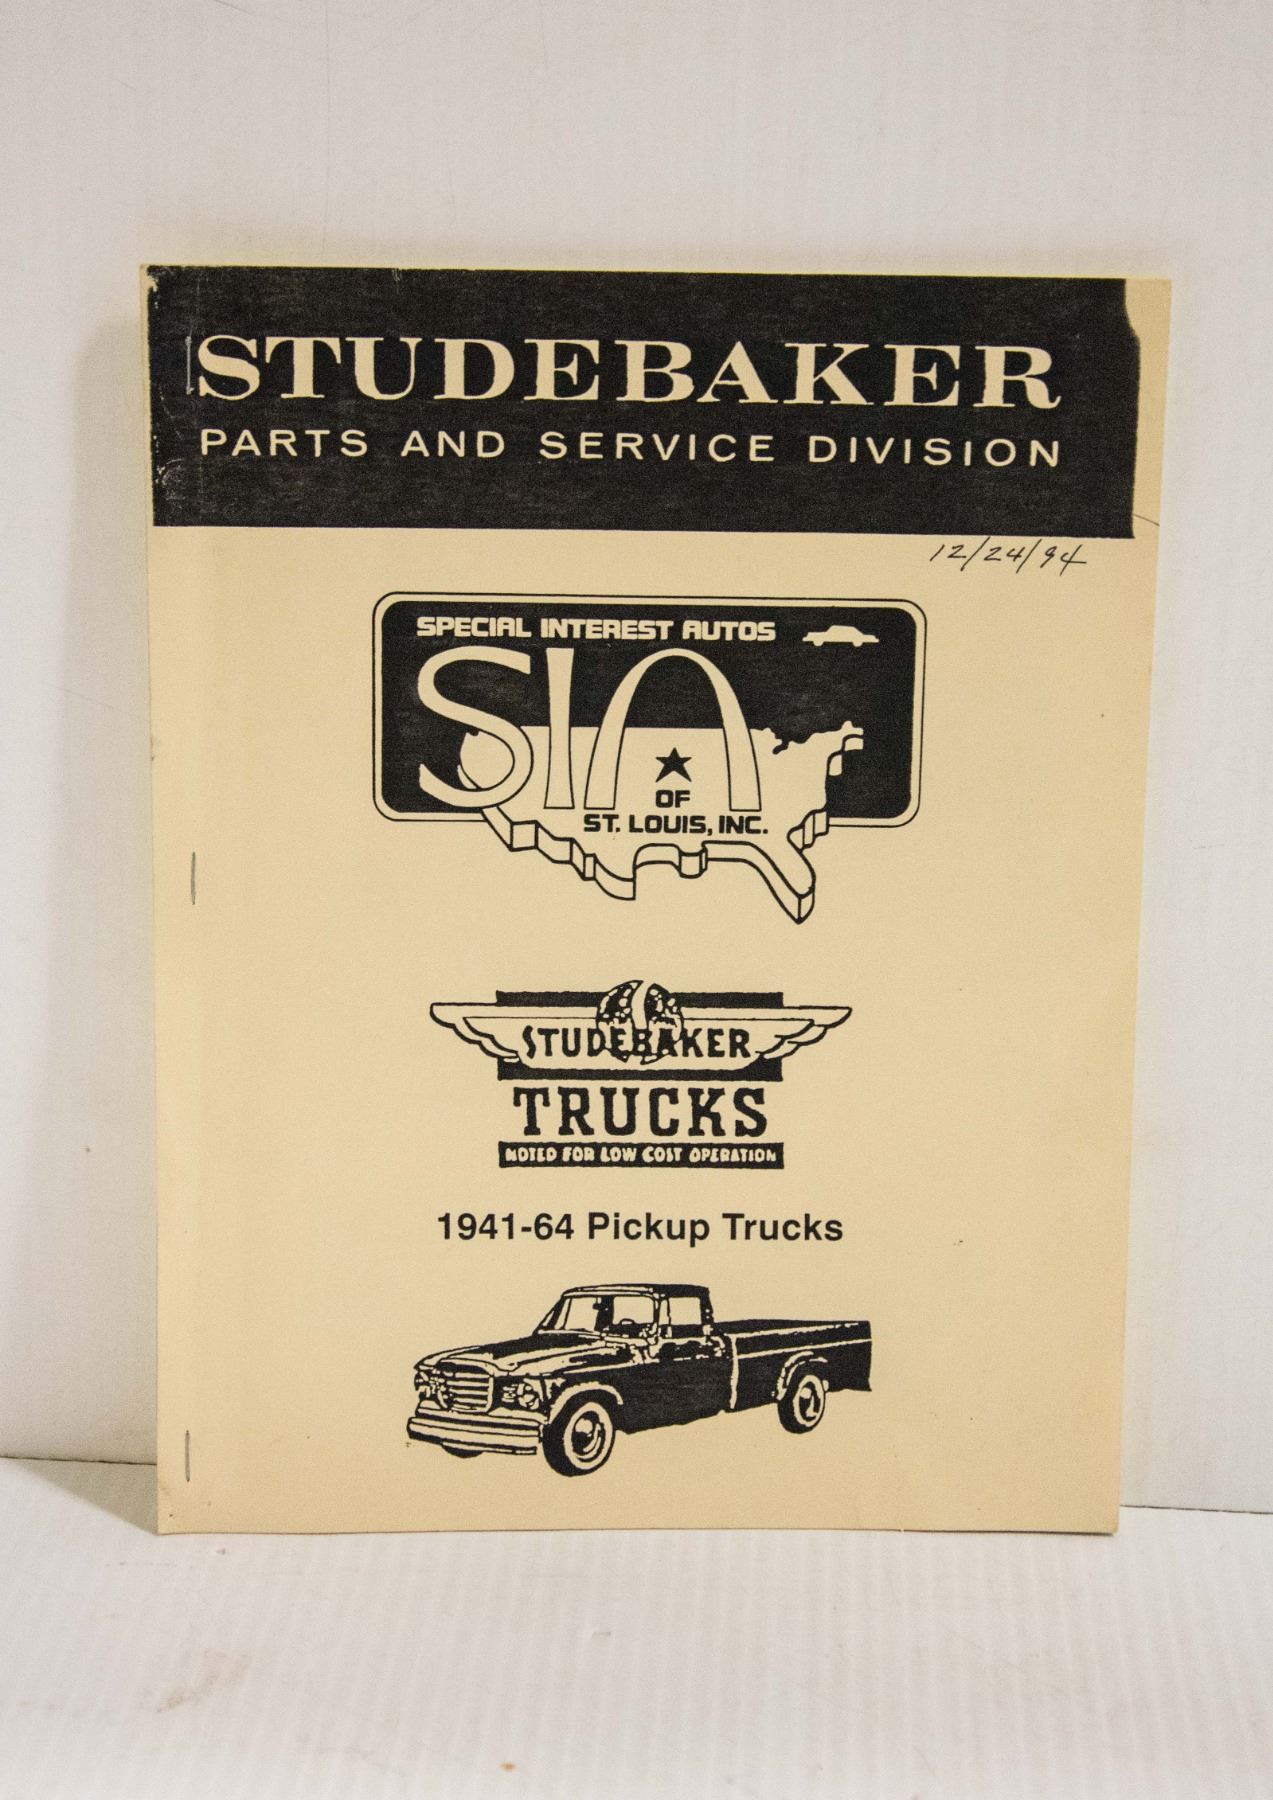 STUDEBAKER
PARTS AND SERVICE DIVISION
12/24/94
SPECIAL INTEREST AUTOS
SIA
OF
ST. LOUIS, INC.
STUDEBAKER
TRUCKS
NOTED FOR LOW COST OPERATION
1941-64 Pickup Trucks